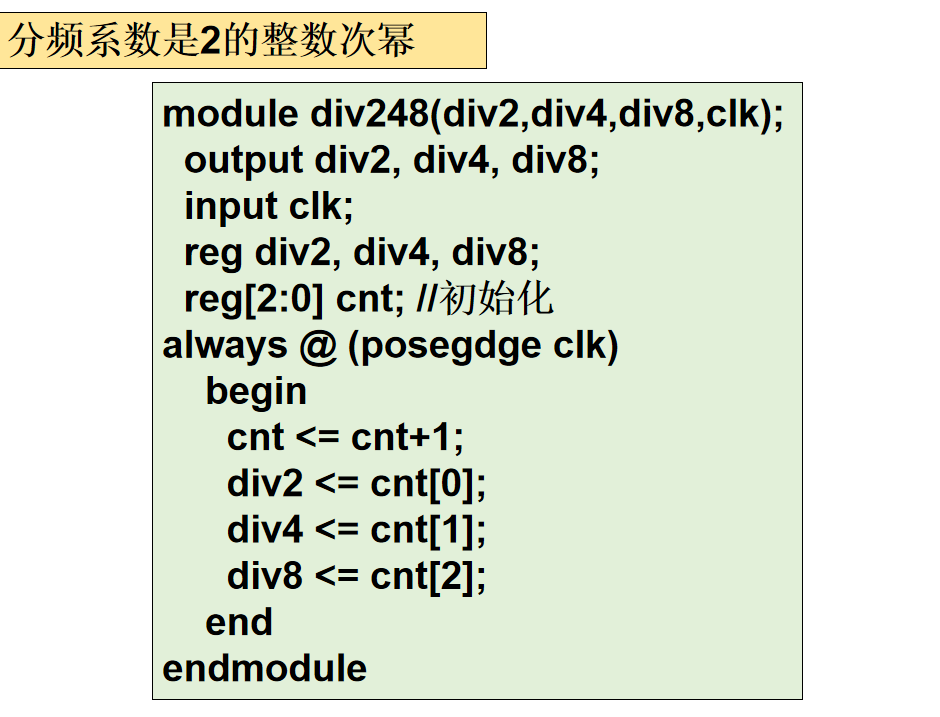 分频系数是2的整数次幂
module div248(div2,div4,div8,clk);
output div2, div4, div8;
input clk;
reg div2, div4, div8;
reg[2:0] cnt; //初始化
always @ (posegdge clk)
begin
cnt <= cnt+1;
div2 <= cnt[0];
div4 <= cnt[1];
div8 <= cnt[2];
end
endmodule